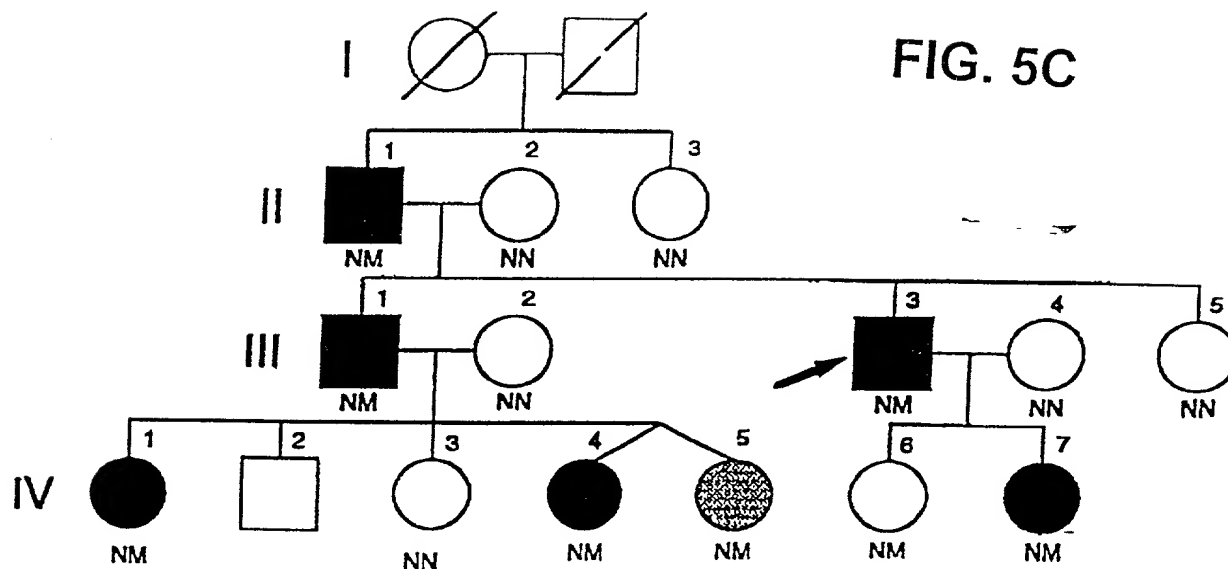 I
FIG. 5C
1 2 3
II
NM NN NN
1 2 3 4 5
III
NM NN NM NN NN
1 2 3 4 5 6 7
IV
NM NN NM NM NM NM